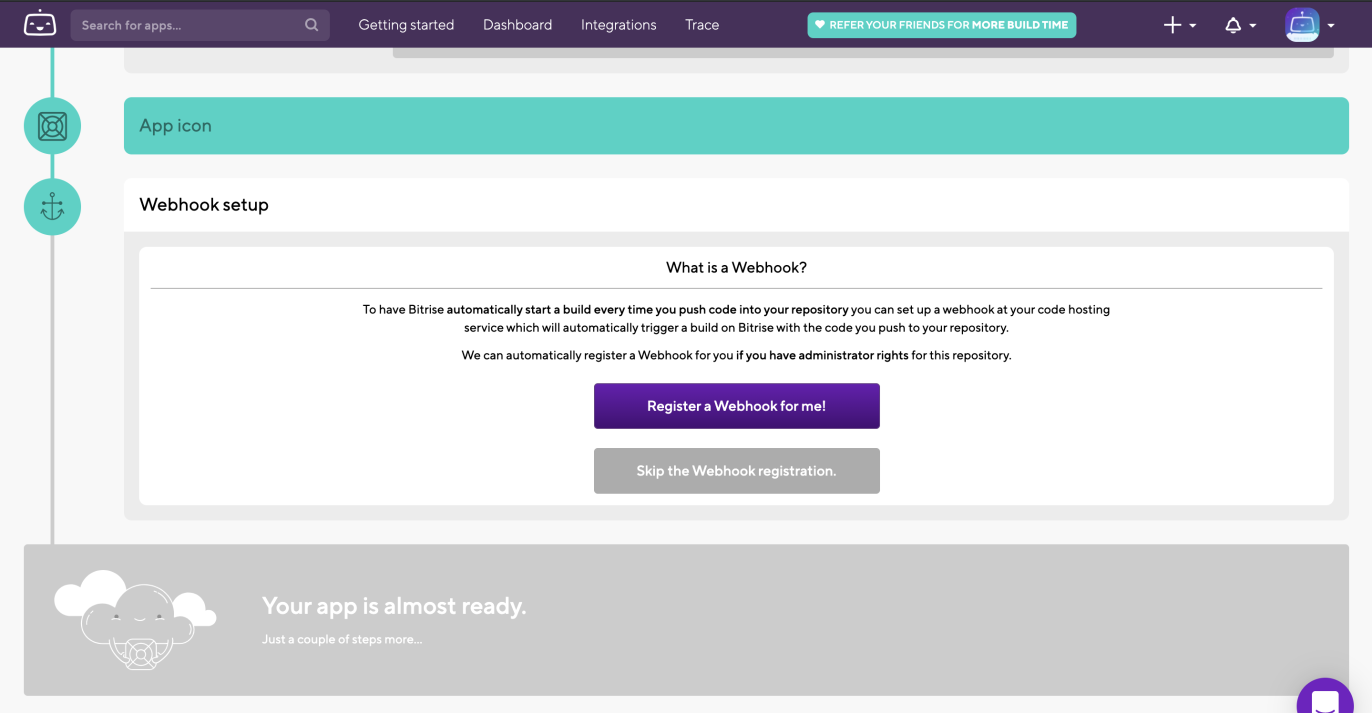 Search for apps...
Getting started
Dashboard
Integrations
Trace
REFER YOUR FRIENDS FOR MORE BUILD TIME
App icon
Webhook setup
What is a Webhook?
To have Bitrise automatically start a build every time you push code into your repository you can set up a webhook at your code hosting
service which will automatically trigger a build on Bitrise with the code you push to your repository.
We can automatically register a Webhook for you if you have administrator rights for this repository.
Register a Webhook for me!
Skip the Webhook registration.
Your app is almost ready.
Just a couple of steps more...